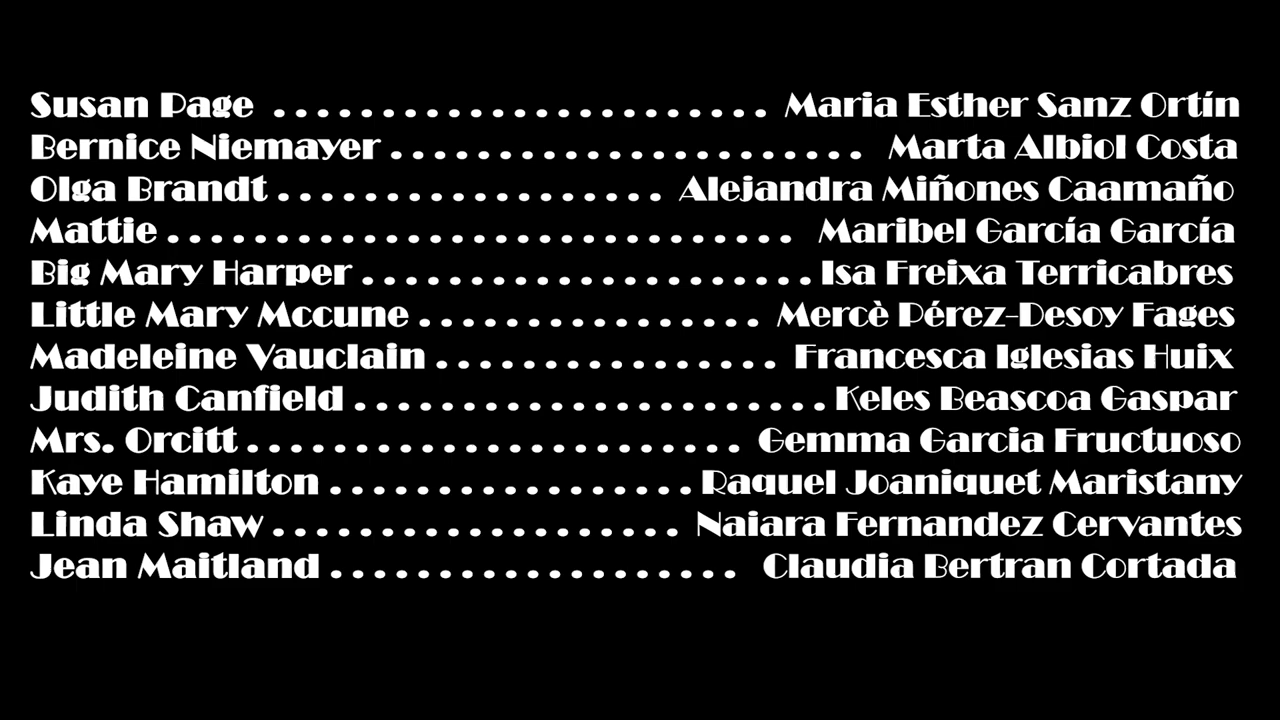 Susan Page . . . . . . . . . . . . . . . . . . . . . . . . . . . . Maria Esther Sanz Ortín
Bernice Niemayer . . . . . . . . . . . . . . . . . . . . . . . . . . . Marta Albiol Costa
Olga Brandt . . . . . . . . . . . . . . . . . . . . . . Alejandra Miñones Caamaño
Mattie . . . . . . . . . . . . . . . . . . . . . . . . . . . . . . . . . . . Maribel García García
Big Mary Harper . . . . . . . . . . . . . . . . . . . . . . . . . Isa Freixa Terricabres
Little Mary Mccune . . . . . . . . . . . . . . . . . . . Mercè Pérez-Desoy Fages
Madeleine Vauclain . . . . . . . . . . . . . . . . . . . Francesca Iglesias Huix
Judith Canfield . . . . . . . . . . . . . . . . . . . . . . . . . . . Keles Beascoa Gaspar
Mrs. Orcitt . . . . . . . . . . . . . . . . . . . . . . . . . . . . Gemma Garcia Fructuoso
Kaye Hamilton . . . . . . . . . . . . . . . . . . . . Raquel Joaniquet Maristany
Linda Shaw . . . . . . . . . . . . . . . . . . . . . . . Naiara Fernandez Cervantes
Jean Maitland . . . . . . . . . . . . . . . . . . . . . . . Claudia Bertran Cortada